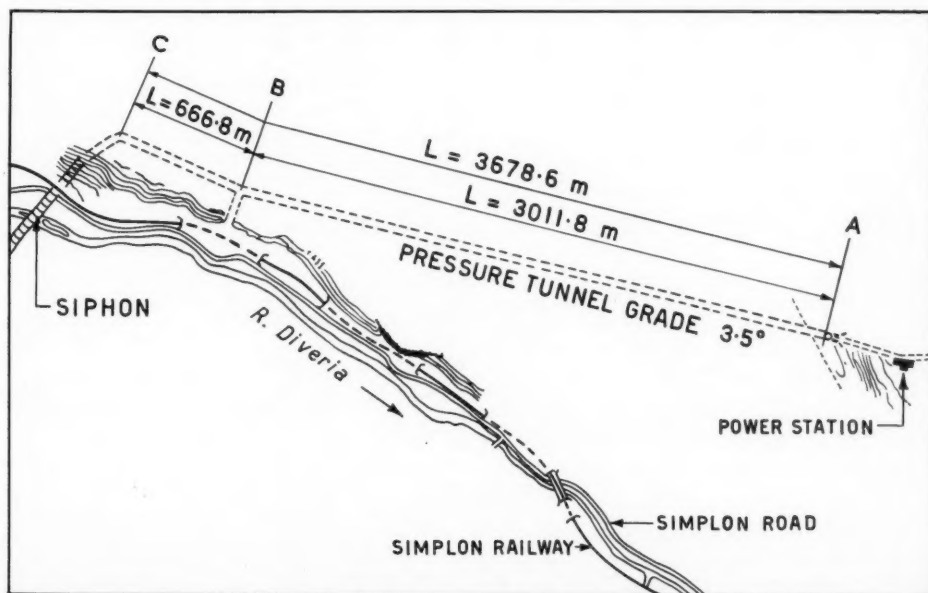 C
B
L = 666·8 m
L = 3678·6 m
L = 3011·8 m
A
PRESSURE TUNNEL GRADE 3·5°
SIPHON
R. Diveria
POWER STATION
SIMPLON ROAD
SIMPLON RAILWAY